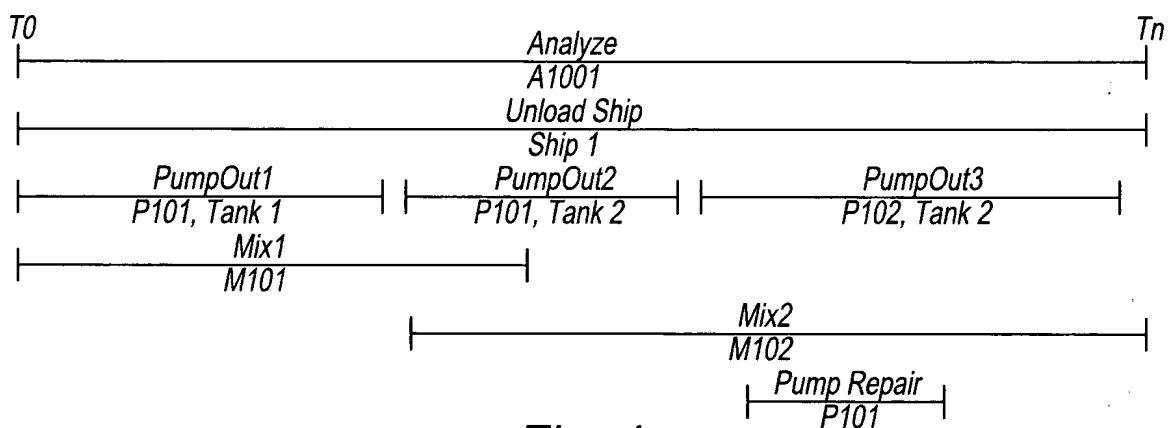 T0 Tn
Analyze
A1001
Unload Ship
Ship 1
PumpOut1 PumpOut2 PumpOut3
P101, Tank 1 P101, Tank 2 P102, Tank 2
Mix1
M101
Mix2
M102
Pump Repair
P101